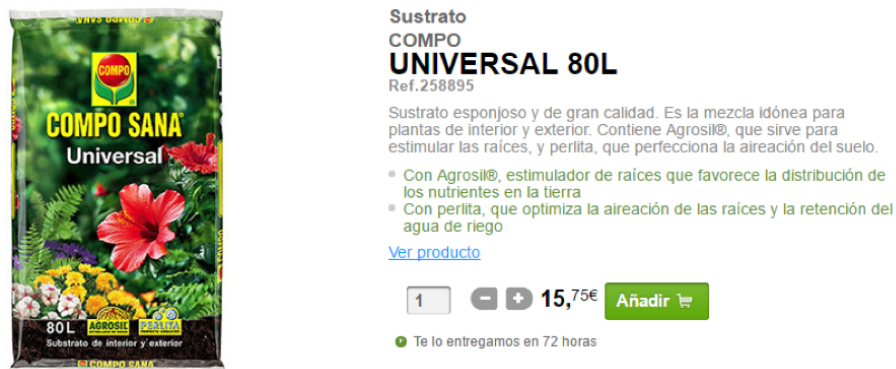 COMPO SANA
COMPO
COMPO SANA®
Universal
80L AGROSIL PERLITA
Substrato de interior y exterior
COMPO SANA
Sustrato
COMPO
UNIVERSAL 80L
Ref.258895
Sustrato esponjoso y de gran calidad. Es la mezcla idónea para
plantas de interior y exterior. Contiene Agrosil®, que sirve para
estimular las raíces, y perlita, que perfecciona la aireación del suelo.
Con Agrosil®, estimulador de raíces que favorece la distribución de
los nutrientes en la tierra
Con perlita, que optimiza la aireación de las raíces y la retención del
agua de riego
Ver producto
1 15,75€ Añadir
Te lo entregamos en 72 horas